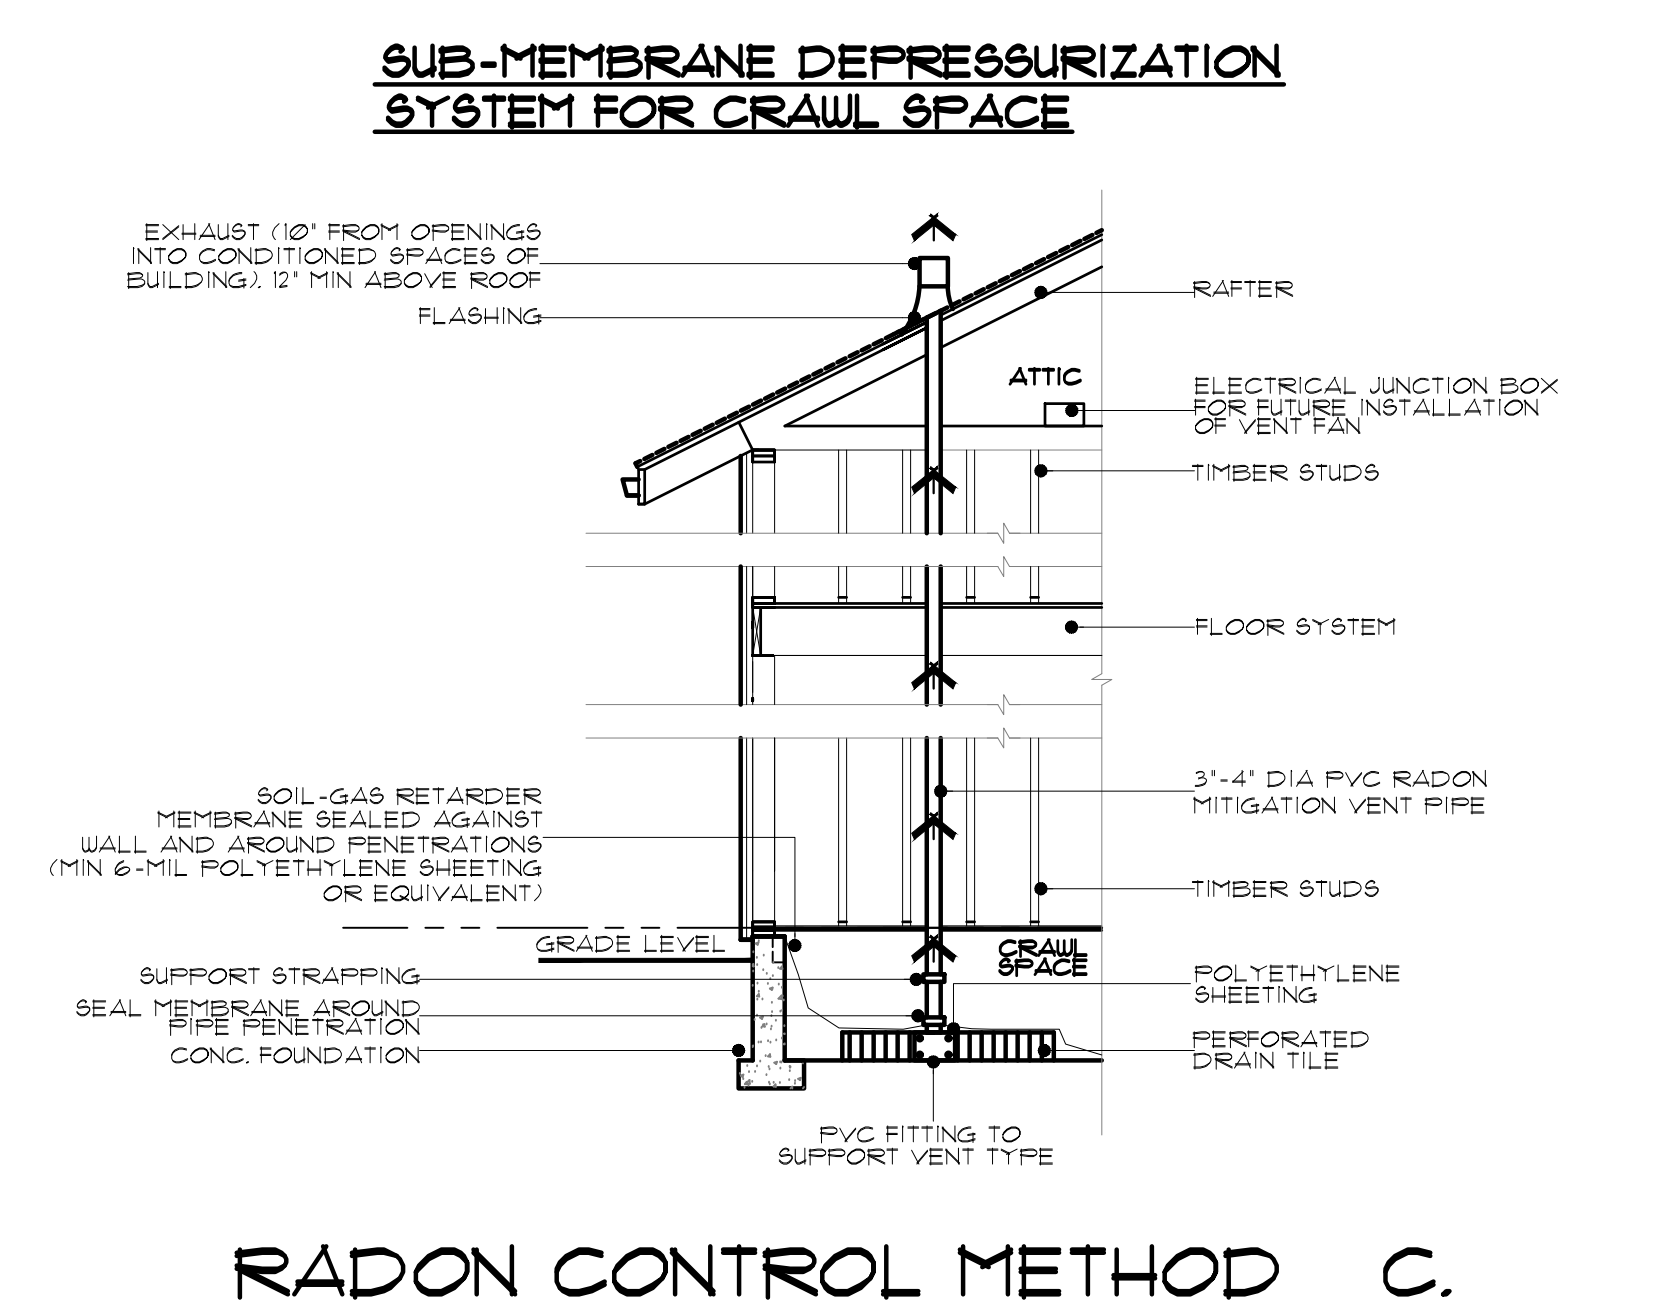 SUB-MEMBRANE DEPRESSURIZATION
SYSTEM FOR CRAWL SPACE
EXHAUST (10" FROM OPENINGS
INTO CONDITIONED SPACES OF
BUILDING). 12" MIN ABOVE ROOF
FLASHING
RAFTER
ATTIC
ELECTRICAL JUNCTION BOX
FOR FUTURE INSTALLATION
OF VENT FAN
TIMBER STUDS
FLOOR SYSTEM
3"-4" DIA PVC RADON
MITIGATION VENT PIPE
SOIL-GAS RETARDER
MEMBRANE SEALED AGAINST
WALL AND AROUND PENETRATIONS
(MIN 6-MIL POLYETHYLENE SHEETING
OR EQUIVALENT)
TIMBER STUDS
GRADE LEVEL
CRAWL
SPACE
SUPPORT STRAPPING
SEAL MEMBRANE AROUND
PIPE PENETRATION
CONC. FOUNDATION
POLYETHYLENE
SHEETING
PERFORATED
DRAIN TILE
PVC FITTING TO
SUPPORT VENT TYPE
RADON CONTROL METHOD C.